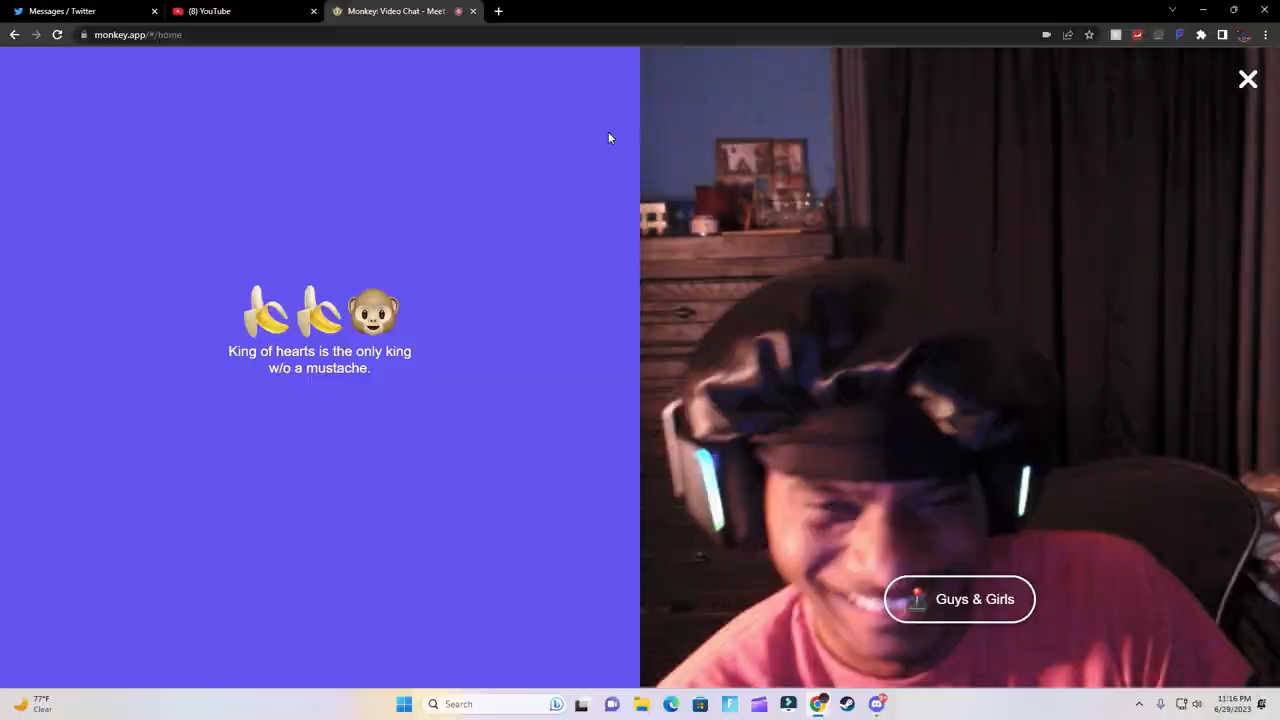 Messages / Twitter
(8) YouTube
Monkey: Video Chat - Meet
monkey.app/#/home
King of hearts is the only king
w/o a mustache.
Guys & Girls
77°F
Clear
Search
11:16 PM
6/29/2023